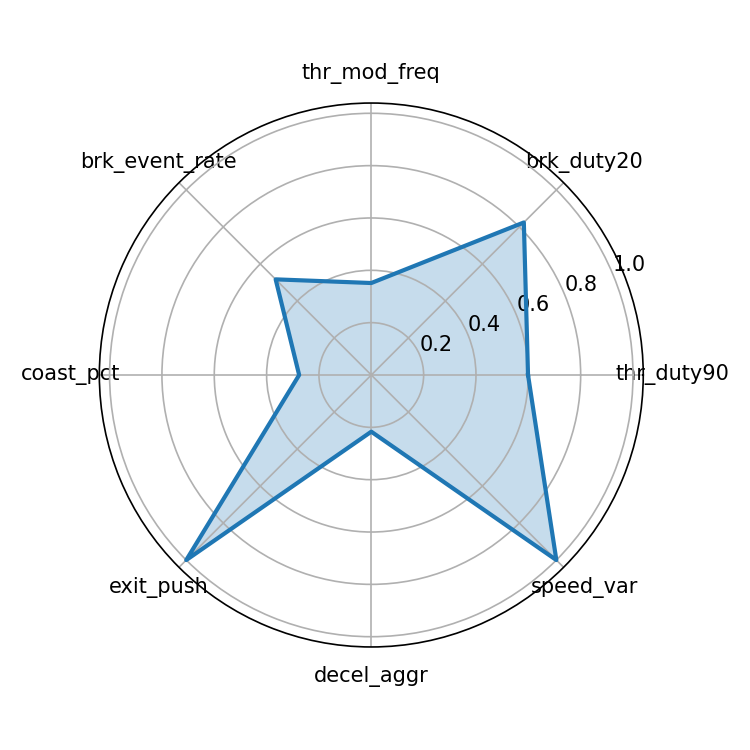 thr_mod_freq
brk_event_rate
brk_duty20
1.0
0.8
0.6
0.4
0.2
coast_pct
thr_duty90
exit_push
speed_var
decel_aggr